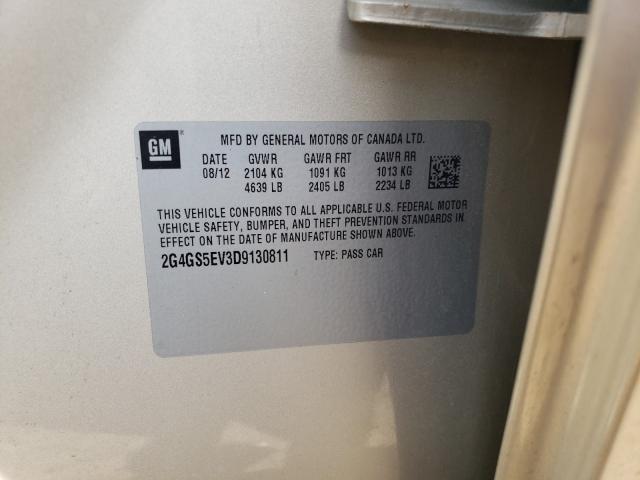 GM
MFD BY GENERAL MOTORS OF CANADA LTD.
DATE GVWR GAWR FRT GAWR RR
08/12 2104 KG 1091 KG 1013 KG
4639 LB 2405 LB 2234 LB
THIS VEHICLE CONFORMS TO ALL APPLICABLE U.S. FEDERAL MOTOR
VEHICLE SAFETY, BUMPER, AND THEFT PREVENTION STANDARDS IN
EFFECT ON THE DATE OF MANUFACTURE SHOWN ABOVE.
2G4GS5EV3D9130811 TYPE: PASS CAR